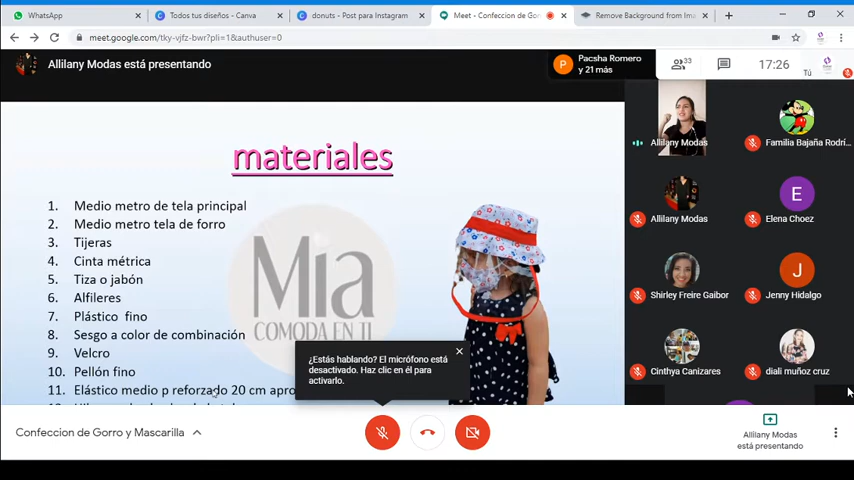 WhatsApp
Todos tus diseños - Canva
donuts - Post para Instagram
Meet - Confeccion de Gor
Remove Background from Ima
meet.google.com/tky-vjfz-bwr?pli=1&authuser=0
Allilany Modas está presentando
Pacsha Romero
y 21 más
33
17:26
Tú
materiales
1. Medio metro de tela principal
2. Medio metro tela de forro
3. Tijeras
4. Cinta métrica
5. Tiza o jabón
6. Alfileres
7. Plástico fino
8. Sesgo a color de combinación
9. Velcro
10. Pellón fino
11. Elástico medio p reforzado 20 cm apro
Mia
COMODA EN TI
¿Estás hablando? El micrófono está
desactivado. Haz clic en él para
activarlo.
Allilany Modas
Familia Bajaña Rodrí...
Allilany Modas
Elena Choez
E
Shirley Freire Gaibor
Jenny Hidalgo
J
Cinthya Canizares
diali muñoz cruz
Confeccion de Gorro y Mascarilla
Allilany Modas
está presentando